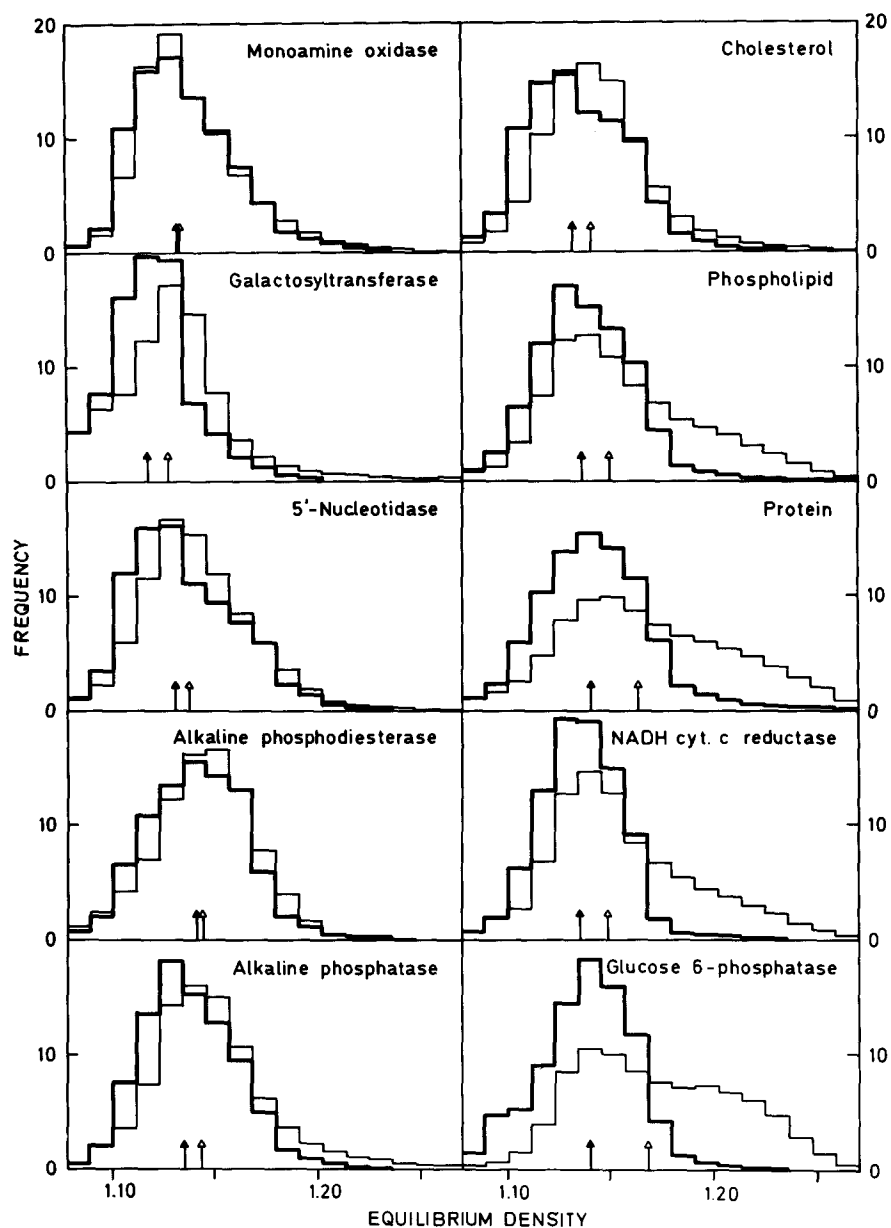 20
10
0
Monoamine oxidase
Cholesterol
20
10
0
10
0
Galactosyltransferase
Phospholipid
10
0
10
0
5'-Nucleotidase
Protein
10
0
10
0
Alkaline phosphodiesterase
NADH cyt. c reductase
10
0
10
0
Alkaline phosphatase
Glucose 6-phosphatase
10
0
1.10
1.20
1.10
1.20
FREQUENCY
EQUILIBRIUM DENSITY